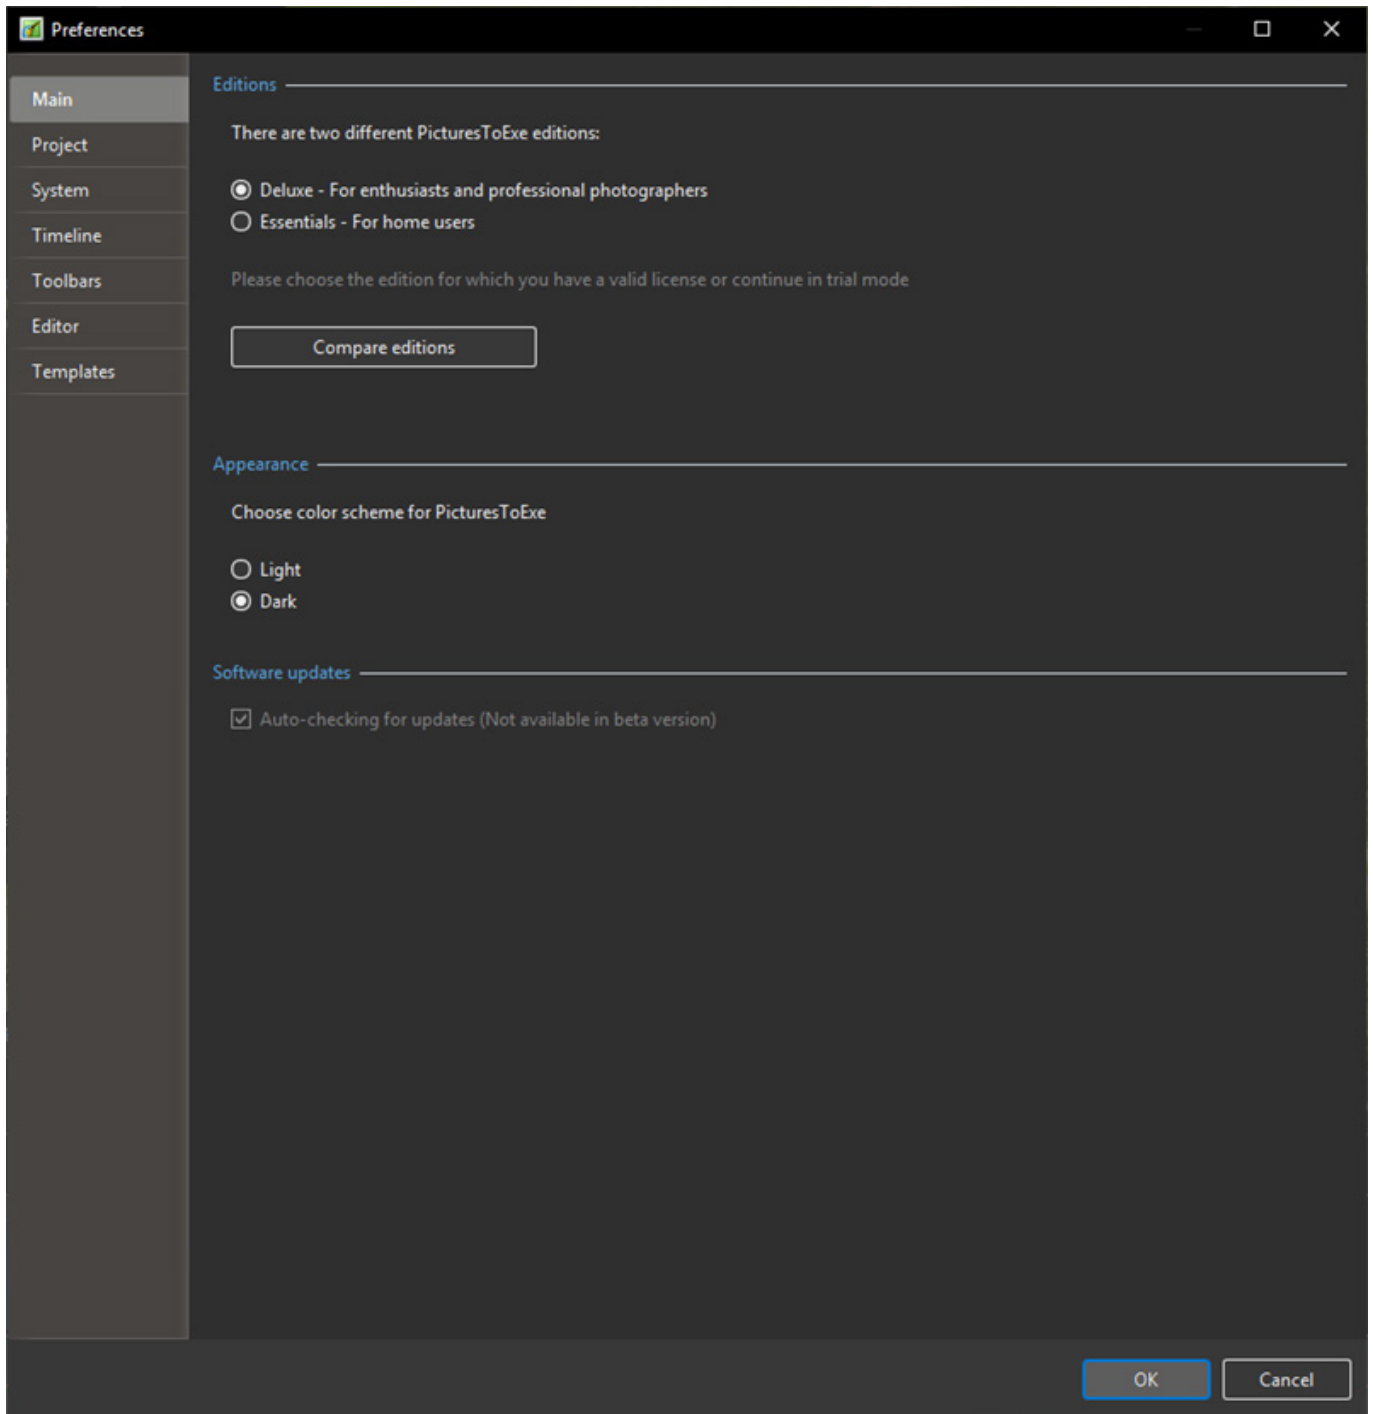 Preferences
Main
Project
System
Timeline
Toolbars
Editor
Templates
Editions
There are two different PicturesToExe editions:
Deluxe - For enthusiasts and professional photographers
Essentials - For home users
Please choose the edition for which you have a valid license or continue in trial mode
Compare editions
Appearance
Choose color scheme for PicturesToExe
Light
Dark
Software updates
Auto-checking for updates (Not available in beta version)
OK
Cancel